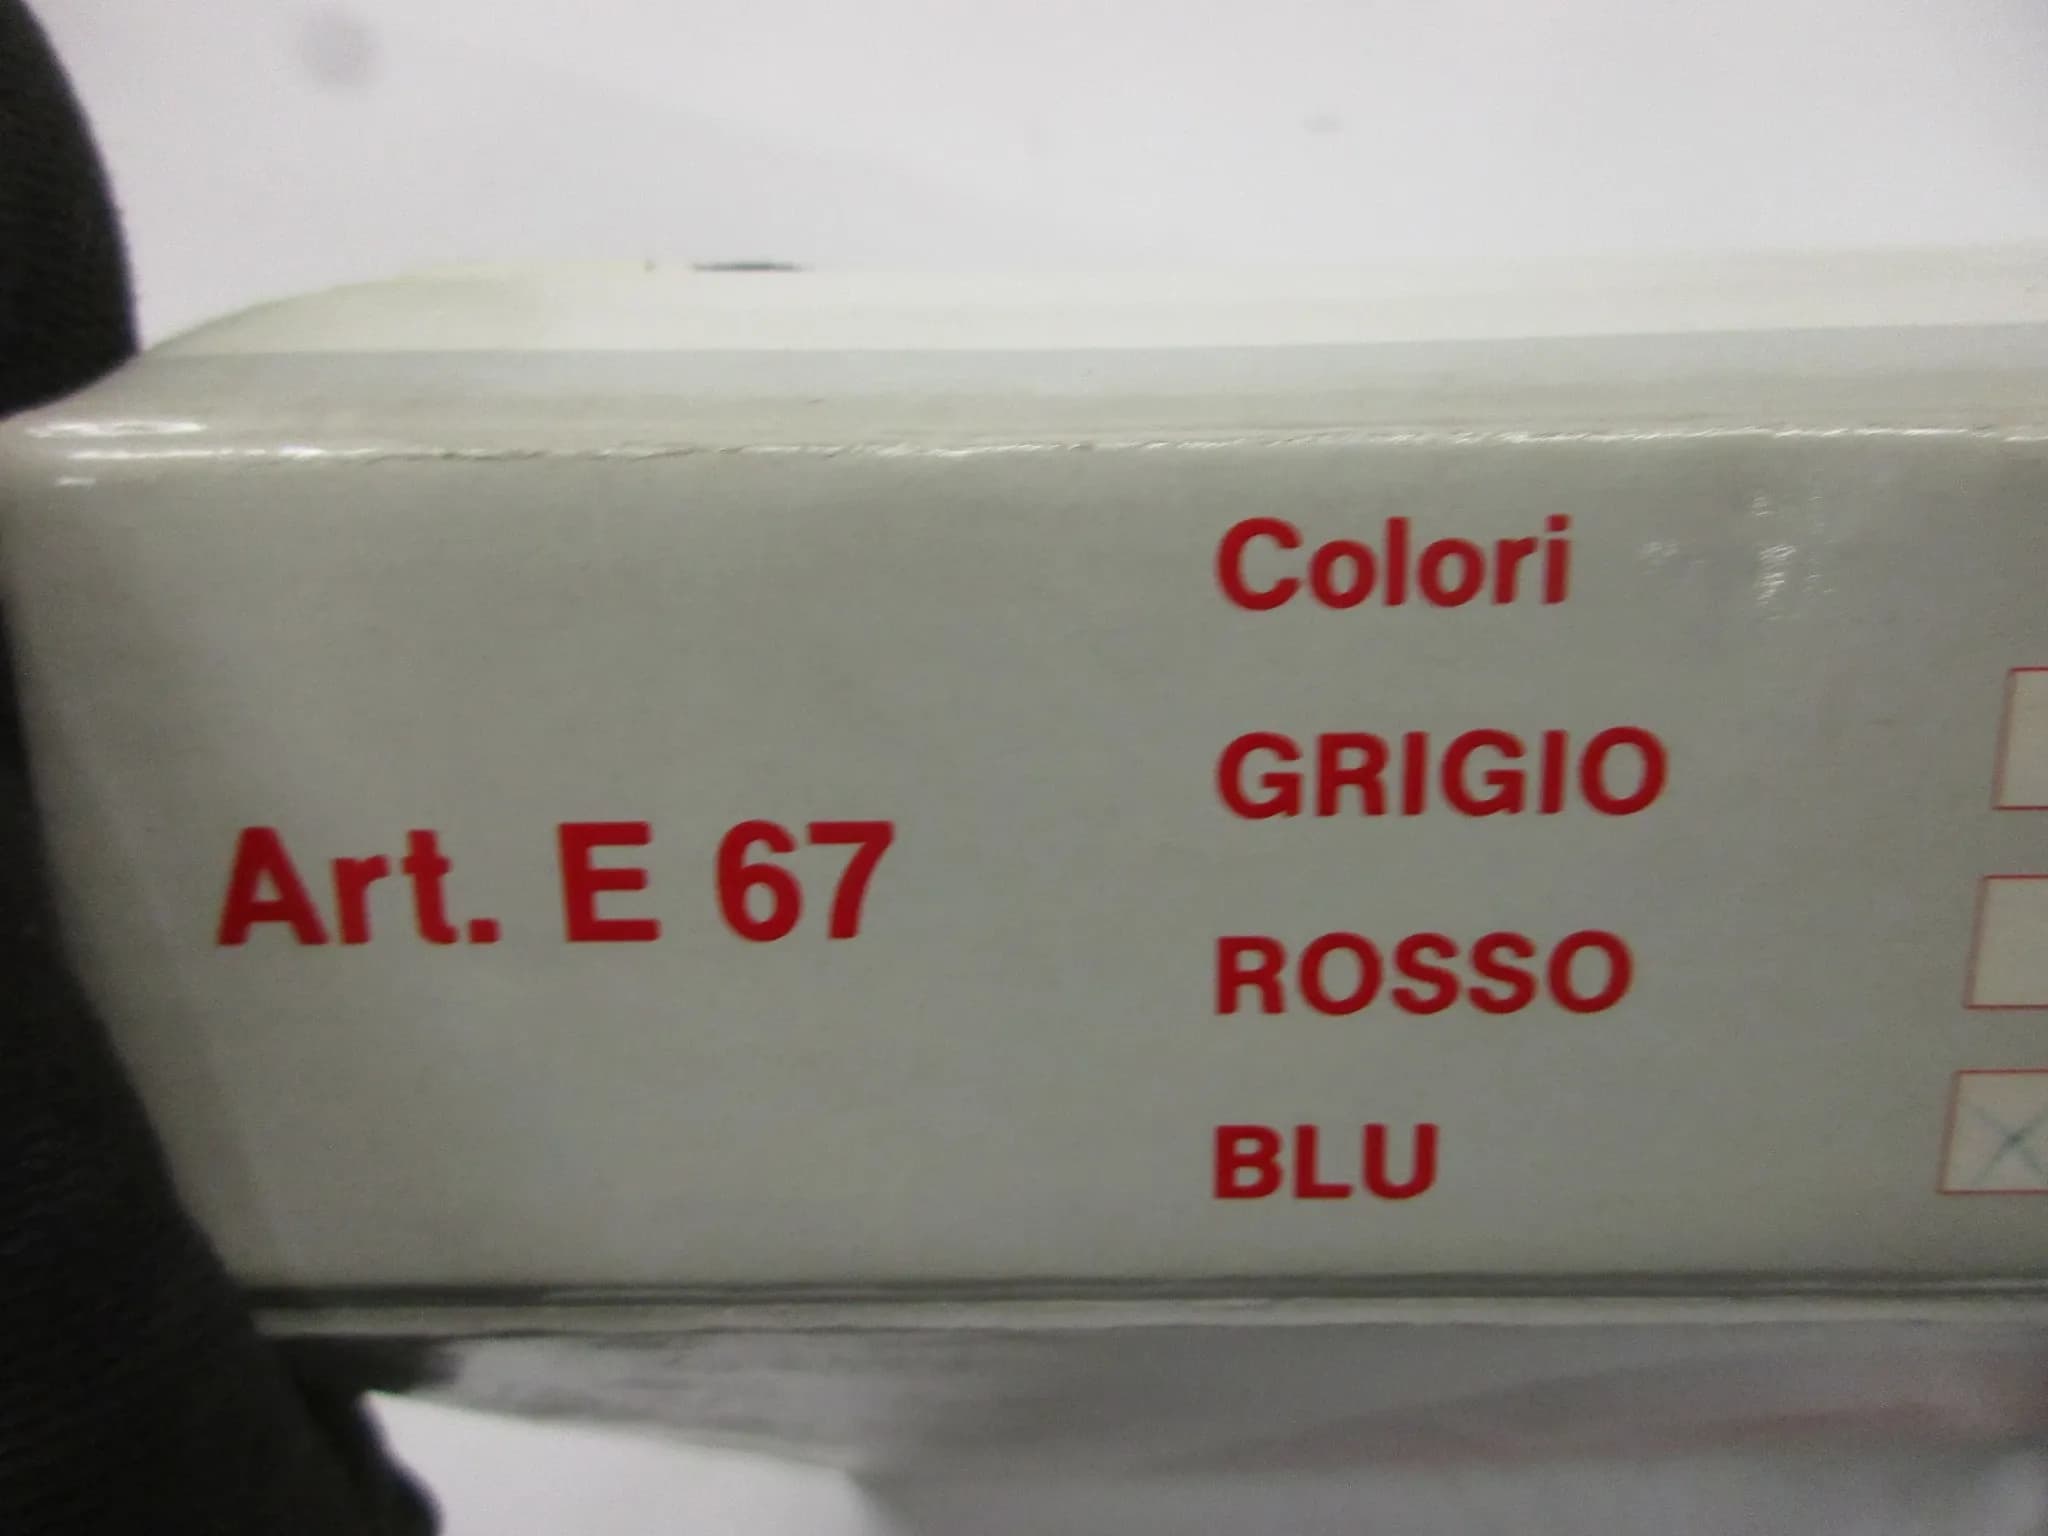 Art. E 67
Colori
GRIGIO
ROSSO
BLU